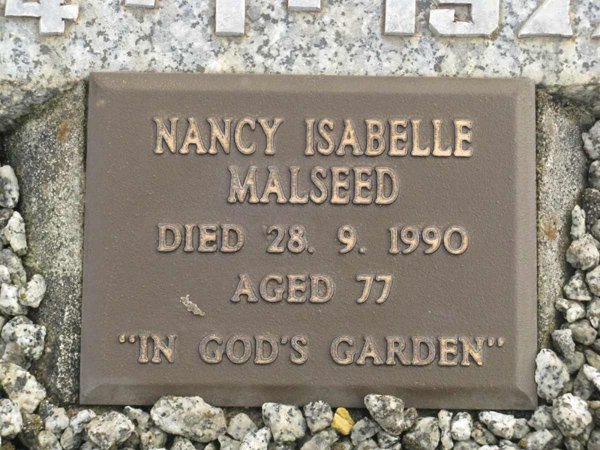 NANCY ISABELLE
MALSEED
DIED 28. 9. 1990
AGED 77
"IN GOD'S GARDEN"